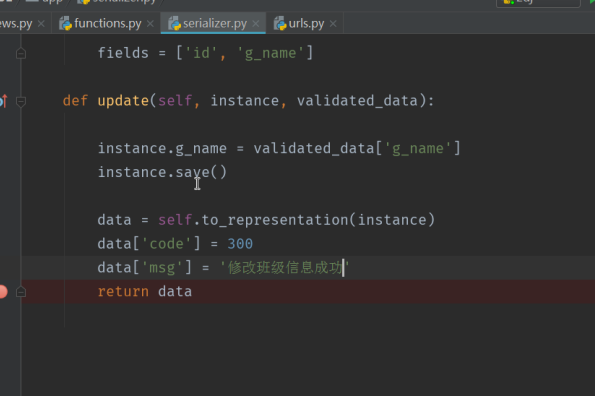 functions.py
serializer.py
urls.py
fields = ['id', 'g_name']
def update(self, instance, validated_data):
instance.g_name = validated_data['g_name']
instance.save()
data = self.to_representation(instance)
data['code'] = 300
data['msg'] = '修改班级信息成功'
return data